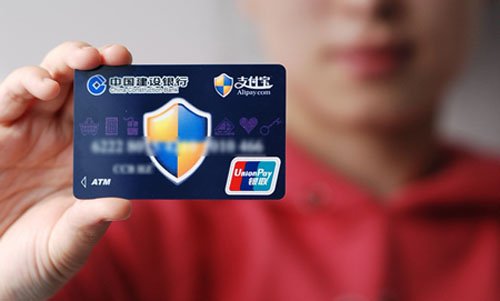 中国建设银行 支付宝
China Construction Bank Alipay.com
6222 466
CCB HZ
ATM
UnionPay
银联